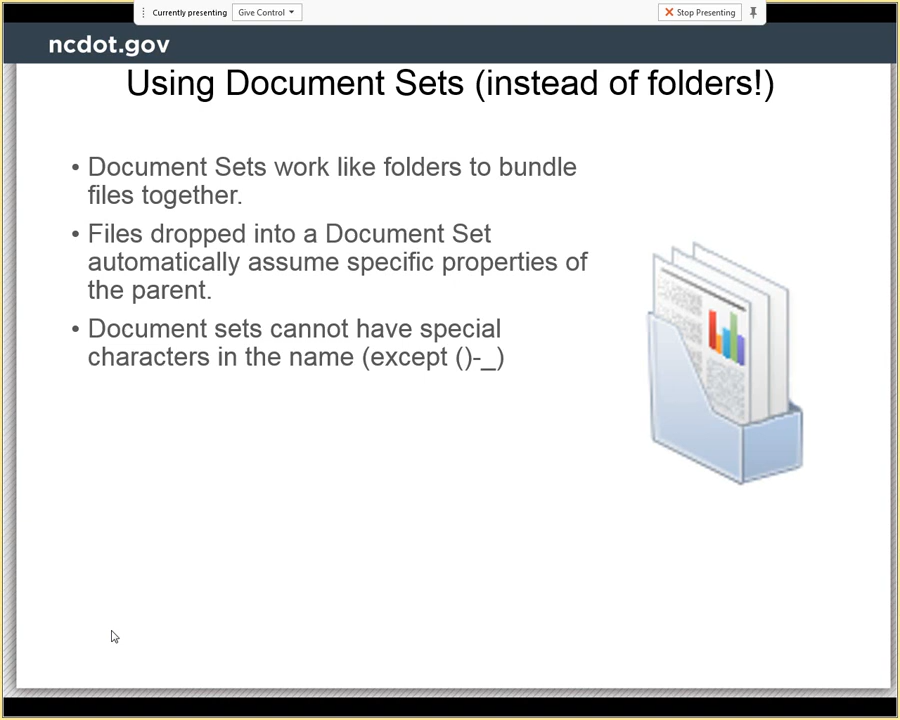 Currently presenting Give Control Stop Presenting
ncdot.gov
Using Document Sets (instead of folders!)
• Document Sets work like folders to bundle
files together.
• Files dropped into a Document Set
automatically assume specific properties of
the parent.
• Document sets cannot have special
characters in the name (except ()-_)